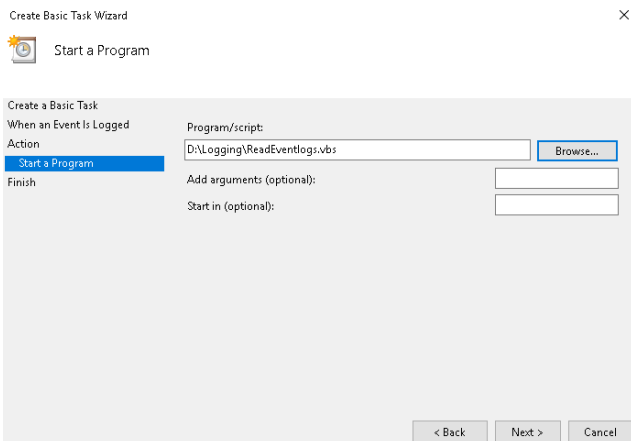 Create Basic Task Wizard
Start a Program
Create a Basic Task
When an Event Is Logged
Action
Start a Program
Finish
Program/script:
D:\Logging\ReadEventlogs.vbs
Browse...
Add arguments (optional):
Start in (optional):
< Back
Next >
Cancel